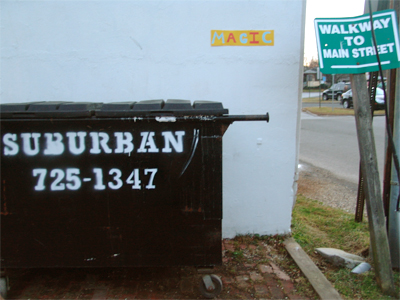 MAGIC
WALKWAY
TO
MAIN STREET
SUBURBAN
725-1347